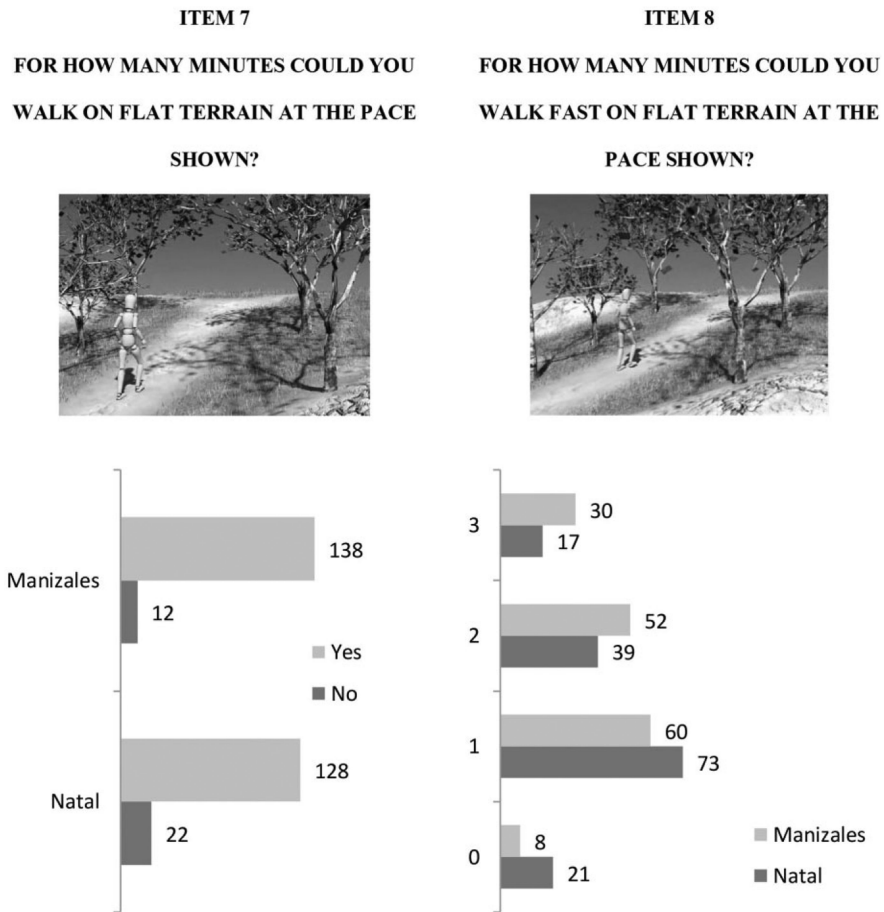 ITEM 7
FOR HOW MANY MINUTES COULD YOU
WALK ON FLAT TERRAIN AT THE PACE
SHOWN?
ITEM 8
FOR HOW MANY MINUTES COULD YOU
WALK FAST ON FLAT TERRAIN AT THE
PACE SHOWN?
Manizales
138
12
Yes
No
Natal
128
22
3
30
17
2
52
39
1
60
73
0
8
21
Manizales
Natal